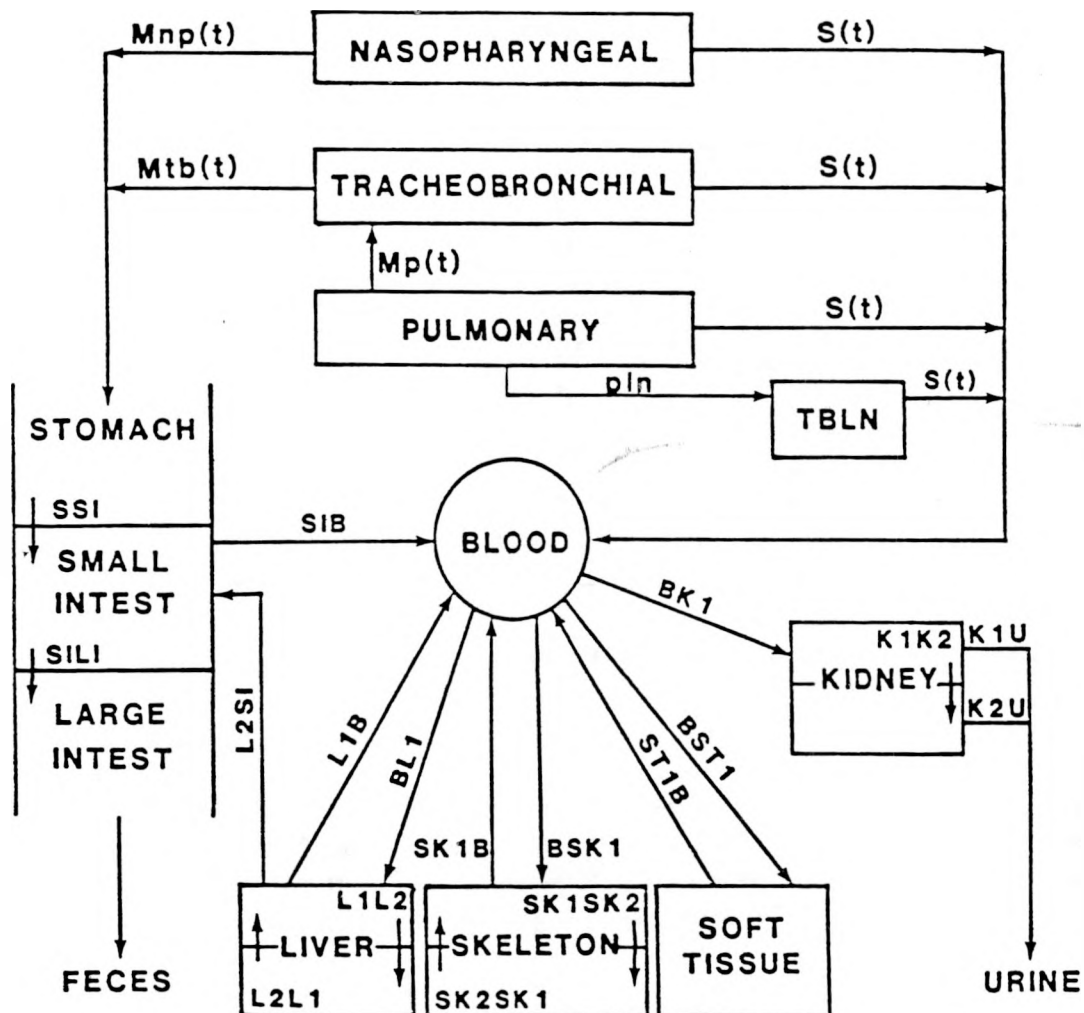 Mnp(t)
NASOPHARYNGEAL
S(t)
Mtb(t)
TRACHEOBRONCHIAL
S(t)
Mp(t)
PULMONARY
S(t)
pln
TBLN
S(t)
STOMACH
SSI
SIB
BLOOD
SMALL
INTEST
BK1
K1K2
K1U
KIDNEY
K2U
SILI
LARGE
INTEST
L2SI
L1B
BL1
SK1B
BSK1
ST1B
BST1
L1L2
LIVER
L2L1
SK1SK2
SKELETON
SK2SK1
SOFT
TISSUE
FECES
URINE